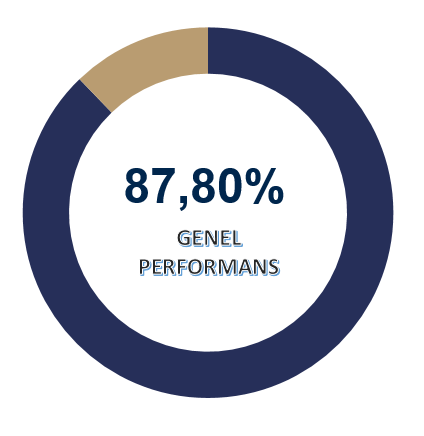 87,80%
GENEL
PERFORMANS